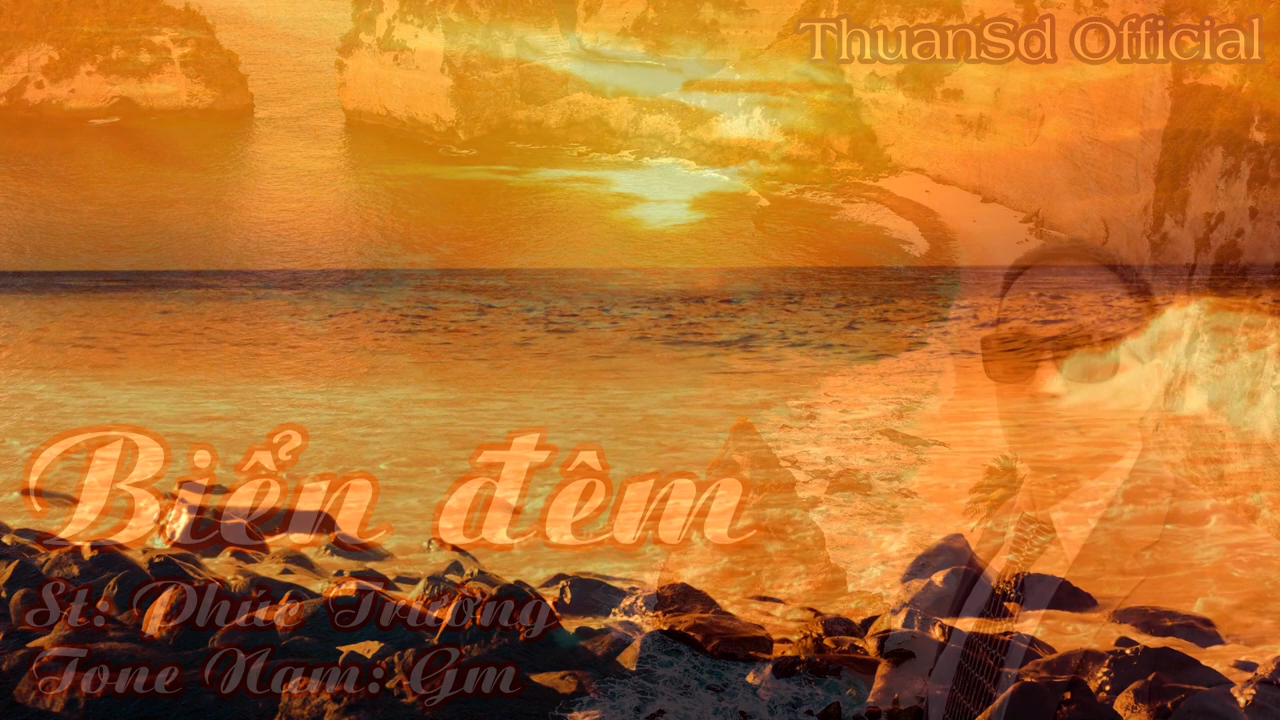 ThuanSd Official
Biển đêm
St: Phúc Trường
Tone Nam: Gm